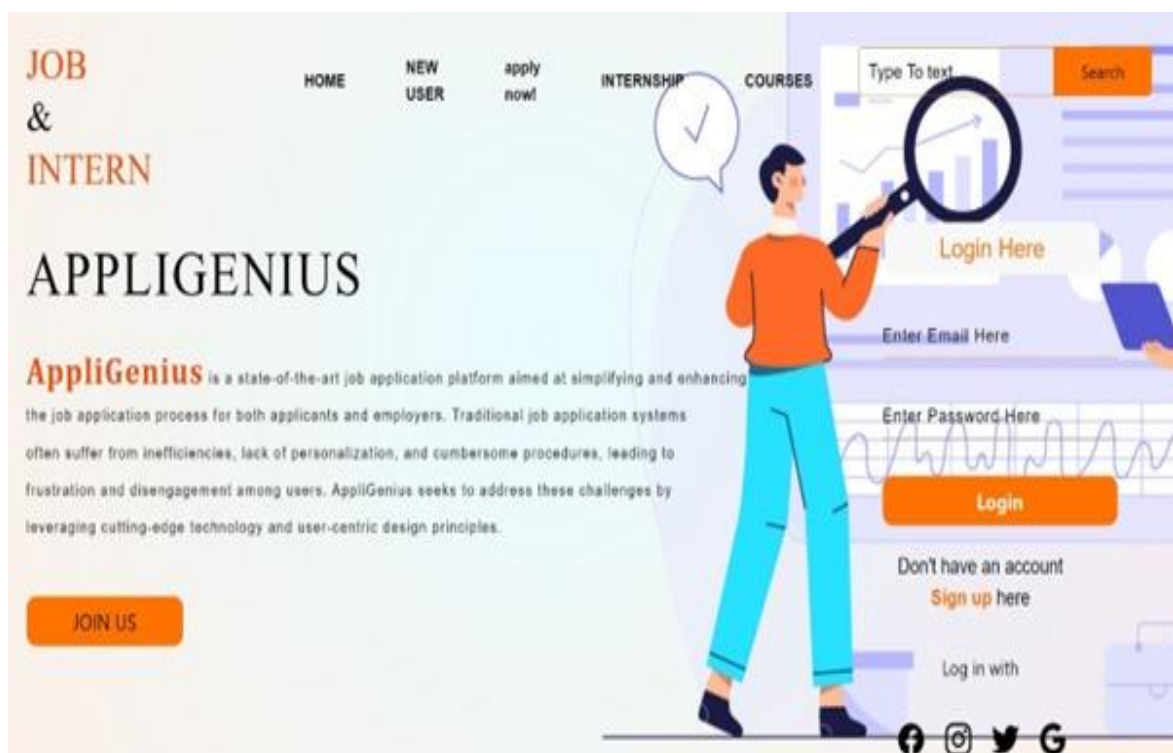 JOB
&
INTERN
HOME
NEW
USER
apply
now!
INTERNSHIP
COURSES
Type To text
Search
APPLIGENIUS
AppliGenius is a state-of-the-art job application platform aimed at simplifying and enhancing
the job application process for both applicants and employers. Traditional job application systems
often suffer from inefficiencies, lack of personalization, and cumbersome procedures, leading to
frustration and disengagement among users. AppliGenius seeks to address these challenges by
leveraging cutting-edge technology and user-centric design principles.
JOIN US
Login Here
Enter Email Here
Enter Password Here
Login
Don't have an account
Sign up here
Log in with